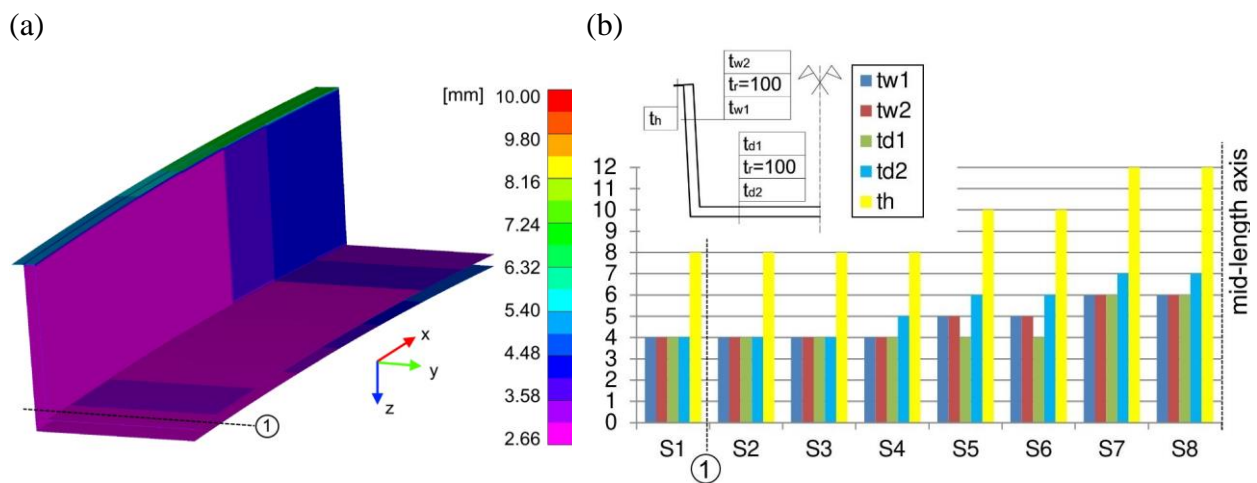 (a)
(b)
[mm]
10.00
9.80
8.16
7.24
6.32
5.40
4.48
3.58
2.66
x
y
z
1
tw2
tr=100
tw1
th
td1
tr=100
td2
tw1
tw2
td1
td2
th
12
11
10
9
8
7
6
5
4
3
2
1
0
S1 S2 S3 S4 S5 S6 S7 S8
1
mid-length axis